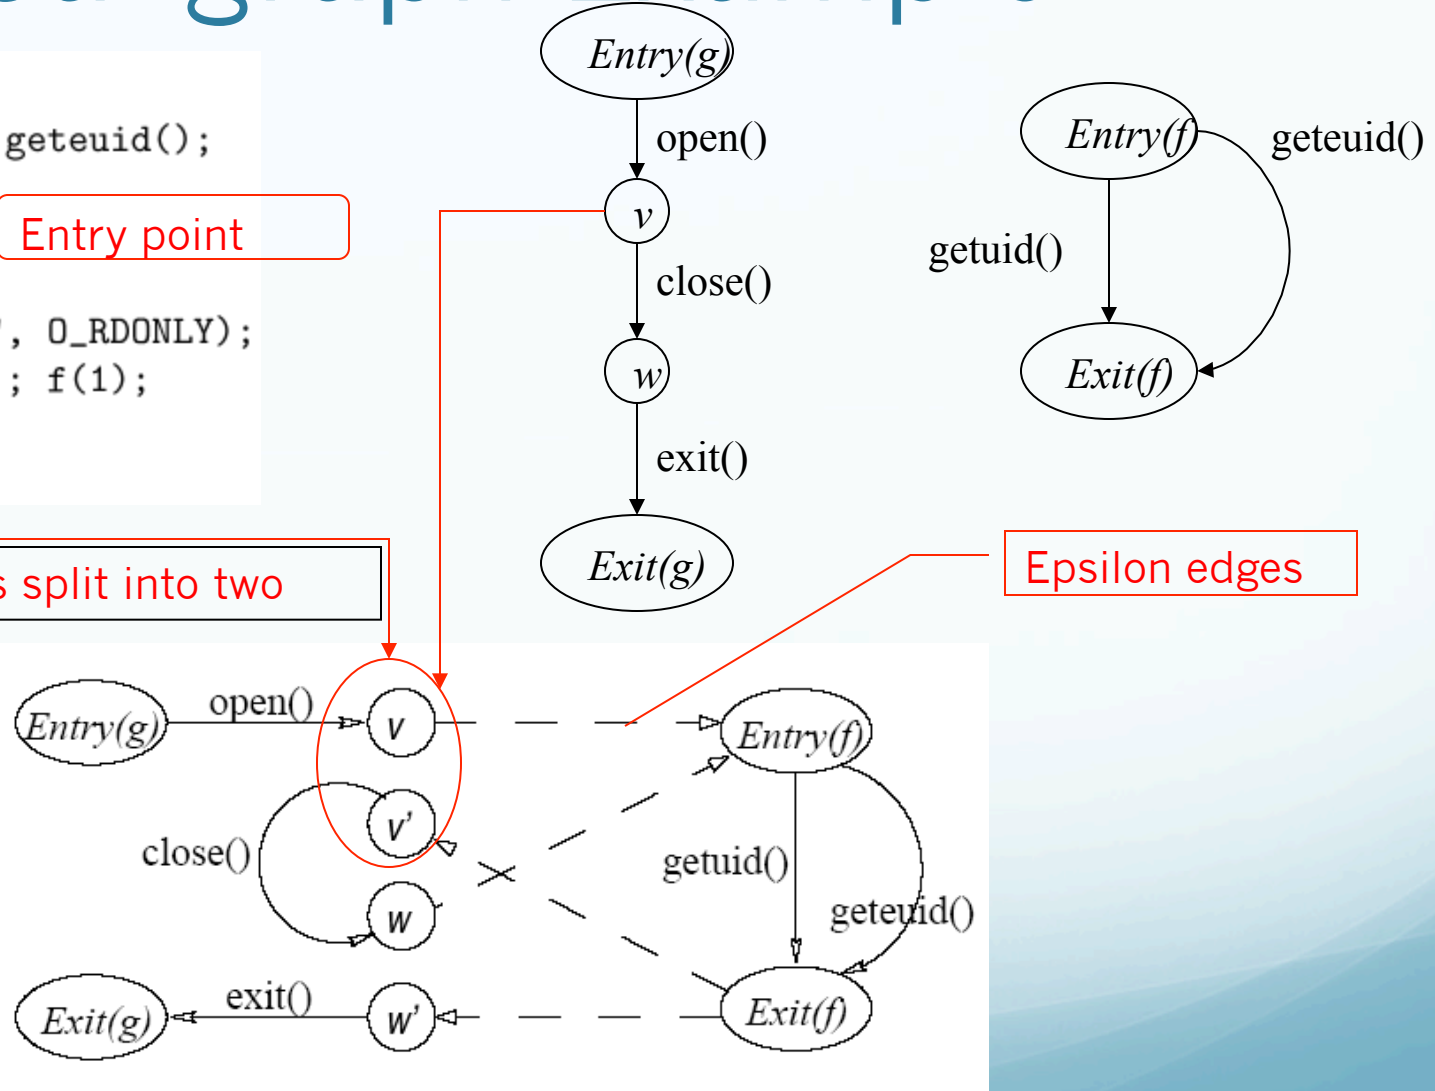 Entry(g)
geteuid();
open()
Entry(f)
geteuid()
Entry point
v
getuid()
close()
, O_RDONLY);
; f(1);
w
Exit(f)
exit()
Exit(g)
split into two
Epsilon edges
open()
Entry(g)
v
Entry(f)
v'
close()
getuid()
w
geteuid()
exit()
Exit(g)
w'
Exit(f)